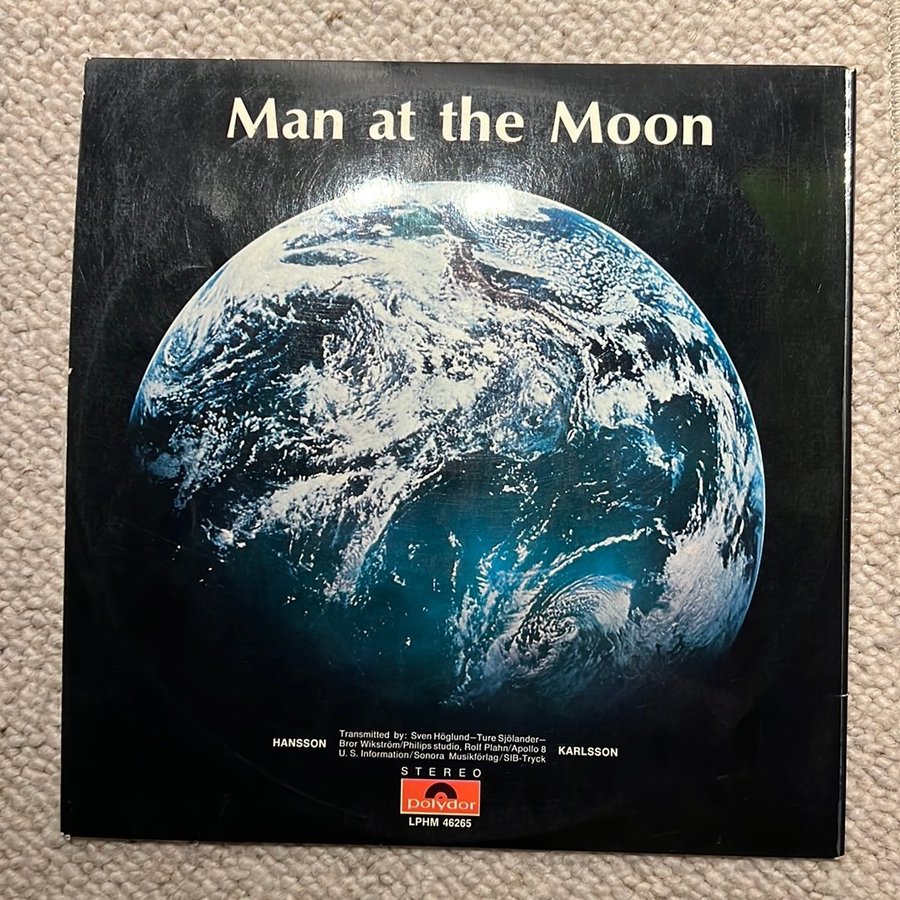 Man at the Moon
HANSSON
Transmitted by: Sven Höglund—Ture Sjölander—
Bror Wikström/Philips studio, Rolf Plahn/Apollo 8
U. S. Information/Sonora Musikförlag/SIB-Tryck
KARLSSON
STEREO
polydor
LPHM 46265